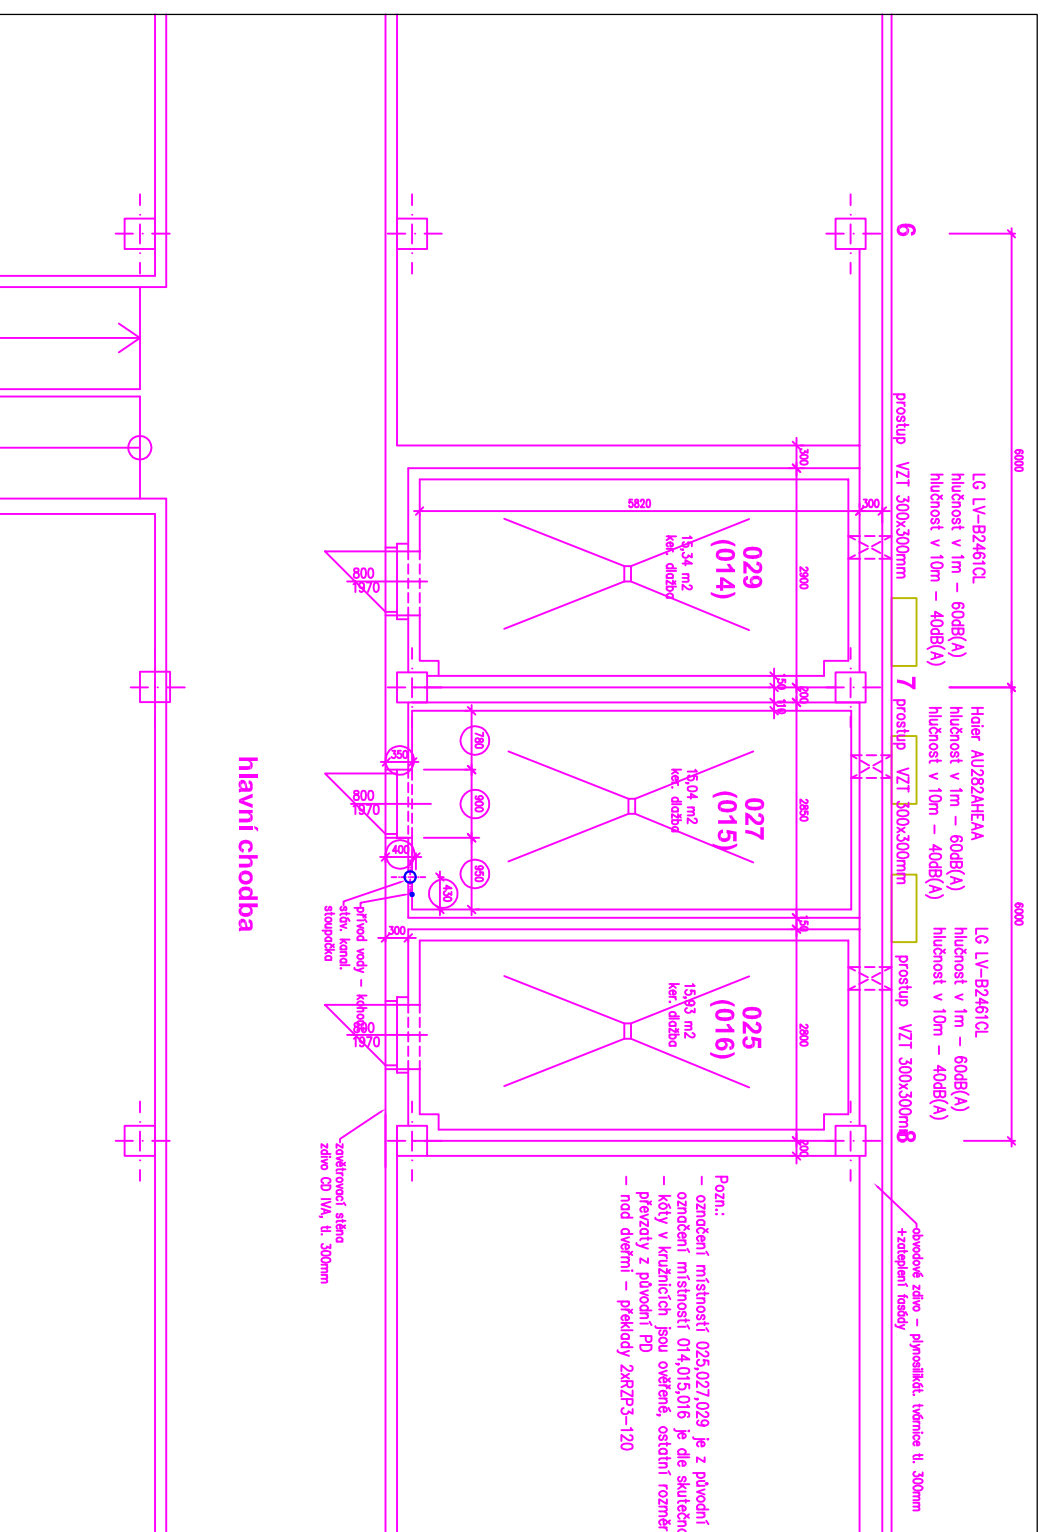 6
7
8
6000
6000
LG LV-B2461CL
hlučnost v 1m - 60dB(A)
hlučnost v 10m - 40dB(A)
Haier AU282AHEAA
hlučnost v 1m - 60dB(A)
hlučnost v 10m - 40dB(A)
LG LV-B2461CL
hlučnost v 1m - 60dB(A)
hlučnost v 10m - 40dB(A)
prostup VZT 300x300mm
prostup VZT 300x300mm
prostup VZT 300x300mm
300
2900
200
2850
150
2800
200
5820
300
150
110
029
(014)
15,34 m2
ker. dlažba
027
(015)
15,04 m2
ker. dlažba
025
(016)
15,93 m2
ker. dlažba
780
900
950
430
350
400
300
800
1970
800
1970
800
1970
přívod vody -
stáv. kanal.
stoupačka
hlavní chodba
zavětrovací stěna
zdivo CD IVA, tl. 300mm
obvodové zdivo - plynosilikát. tvárnice tl. 300mm
+zateplení fasády
Pozn.:
- označení místností 025,027,029 je z původní
označení místností 014,015,016 je dle skutečno
- kóty v kružnicích jsou ověřené, ostatní rozměr
převzaty z původní PD
- nad dveřmi - překlady 2xRZP3-120